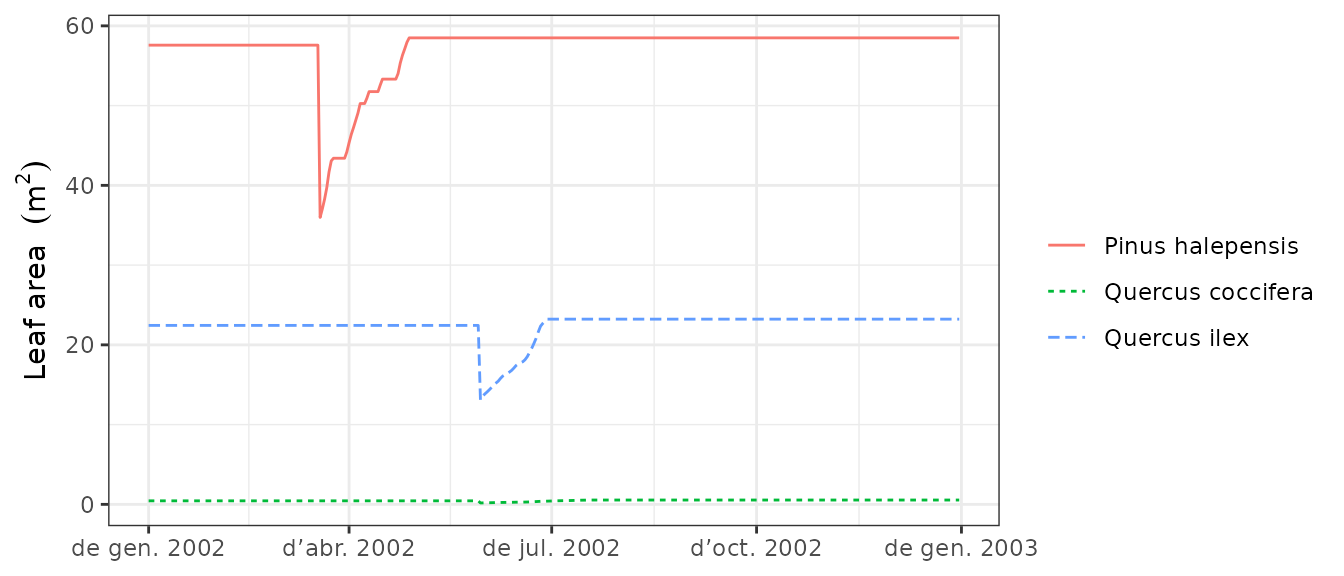 Leaf area (m²)
60
40
20
0
de gen. 2002
d’abr. 2002
de jul. 2002
d’oct. 2002
de gen. 2003
Pinus halepensis
Quercus coccifera
Quercus ilex